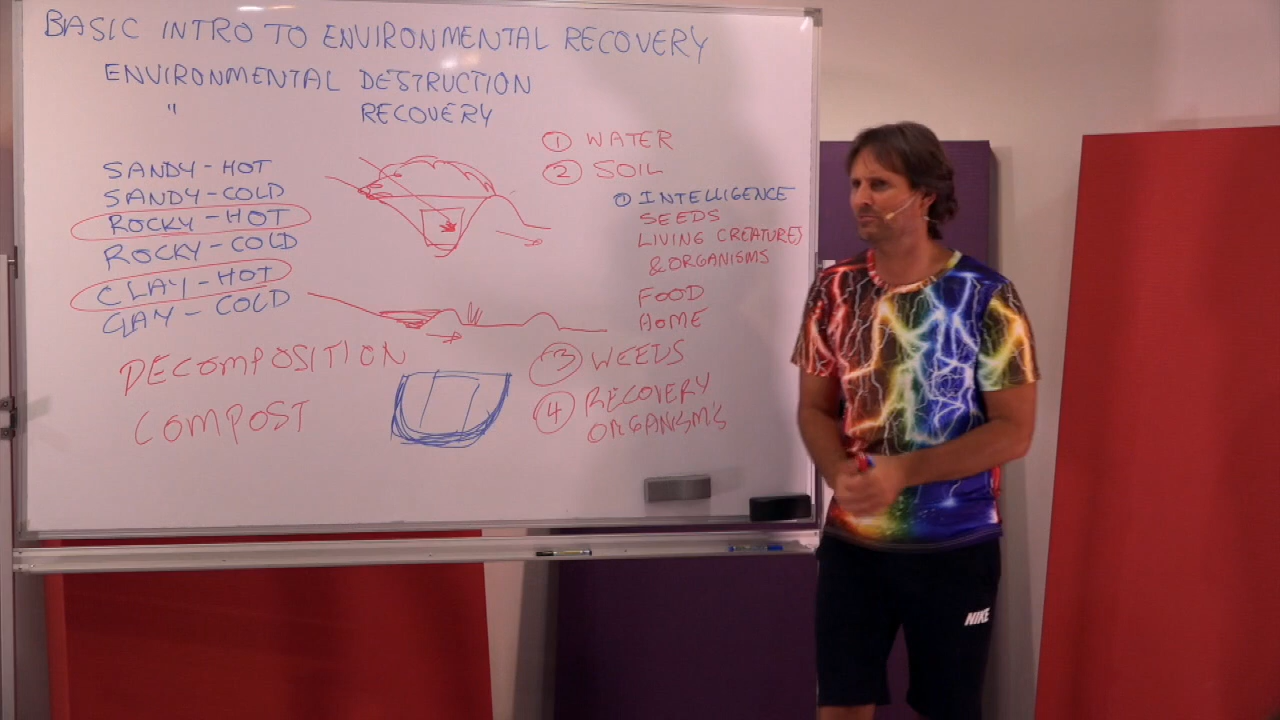 BASIC INTRO TO ENVIRONMENTAL RECOVERY
ENVIRONMENTAL DESTRUCTION
" RECOVERY
SANDY-HOT
SANDY-COLD
ROCKY-HOT
ROCKY-COLD
CLAY-HOT
CLAY-COLD
DECOMPOSITION
COMPOST
① WATER
② SOIL
① INTELLIGENCE
SEEDS
LIVING CREATURES
& ORGANISMS
FOOD
HOME
③ WEEDS
④ RECOVERY
ORGANISM'S
NIKE